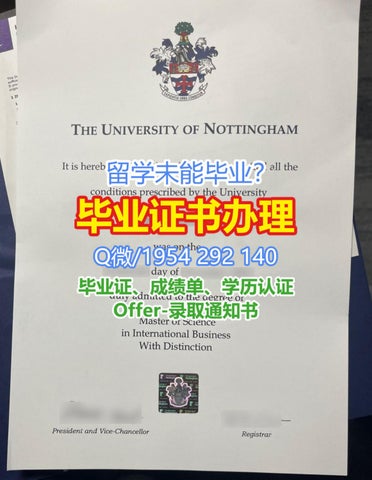 THE UNIVERSITY OF NOTTINGHAM
It is hereb
all the
留学未能毕业？
conditions prescribed by the University
毕业证书办理
was on the
Q微/1954 292 140
day of
毕业证、成绩单、学历认证
duly admitted to the degree of
Offer-录取通知书
Master of Science
in International Business
With Distinction
President and Vice-Chancellor
Registrar